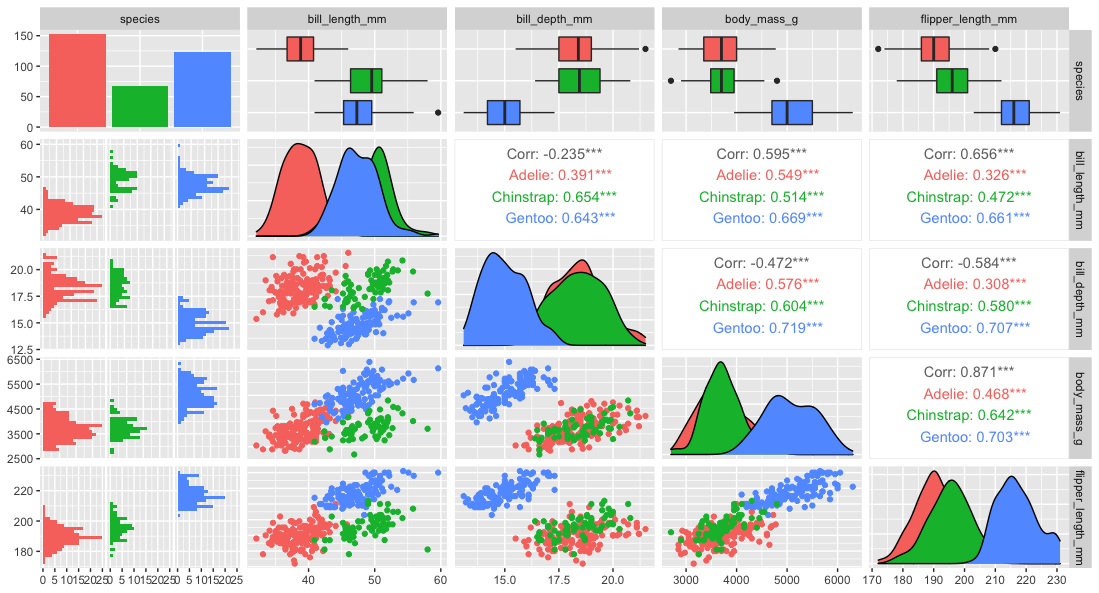 species
bill_length_mm
bill_depth_mm
body_mass_g
flipper_length_mm
150
100
50
0
species
60
50
40
Corr: -0.235***
Adelie: 0.391***
Chinstrap: 0.654***
Gentoo: 0.643***
Corr: 0.595***
Adelie: 0.549***
Chinstrap: 0.514***
Gentoo: 0.669***
Corr: 0.656***
Adelie: 0.326***
Chinstrap: 0.472***
Gentoo: 0.661***
bill_length_mm
20.0
17.5
15.0
12.5
Corr: -0.472***
Adelie: 0.576***
Chinstrap: 0.604***
Gentoo: 0.719***
Corr: -0.584***
Adelie: 0.308***
Chinstrap: 0.580***
Gentoo: 0.707***
bill_depth_mm
6500
5500
4500
3500
2500
Corr: 0.871***
Adelie: 0.468***
Chinstrap: 0.642***
Gentoo: 0.703***
body_mass_g
220
200
180
flipper_length_mm
0 5 10 15 20 25
0 5 10 15 20 25
0 5 10 15 20 25
40 50 60
15.0 17.5 20.0
3000 4000 5000 6000
170 180 190 200 210 220 230